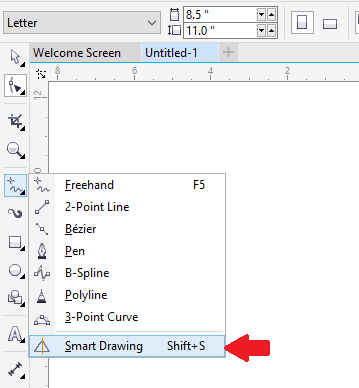 Letter
8.5 "
11.0 "
Welcome Screen Untitled-1
8 6 4 2
12
10
Freehand F5
2-Point Line
Bézier
Pen
B-Spline
Polyline
3-Point Curve
Smart Drawing Shift+S
A